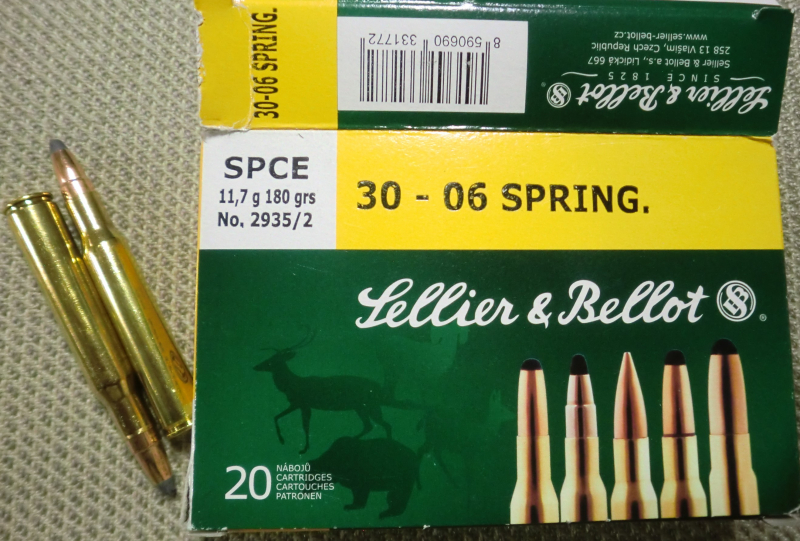 30-06 SPRING.
8 590690 331772
Sellier & Bellot
SINCE 1825
Sellier & Bellot a.s., Lidická 667
258 13 Vlašim, Czech Republic
www.sellier-bellot.cz
SPCE
11,7 g 180 grs
No. 2935/2
30 - 06 SPRING.
Sellier & Bellot
20
NÁBOJŮ
CARTRIDGES
CARTOUCHES
PATRONEN